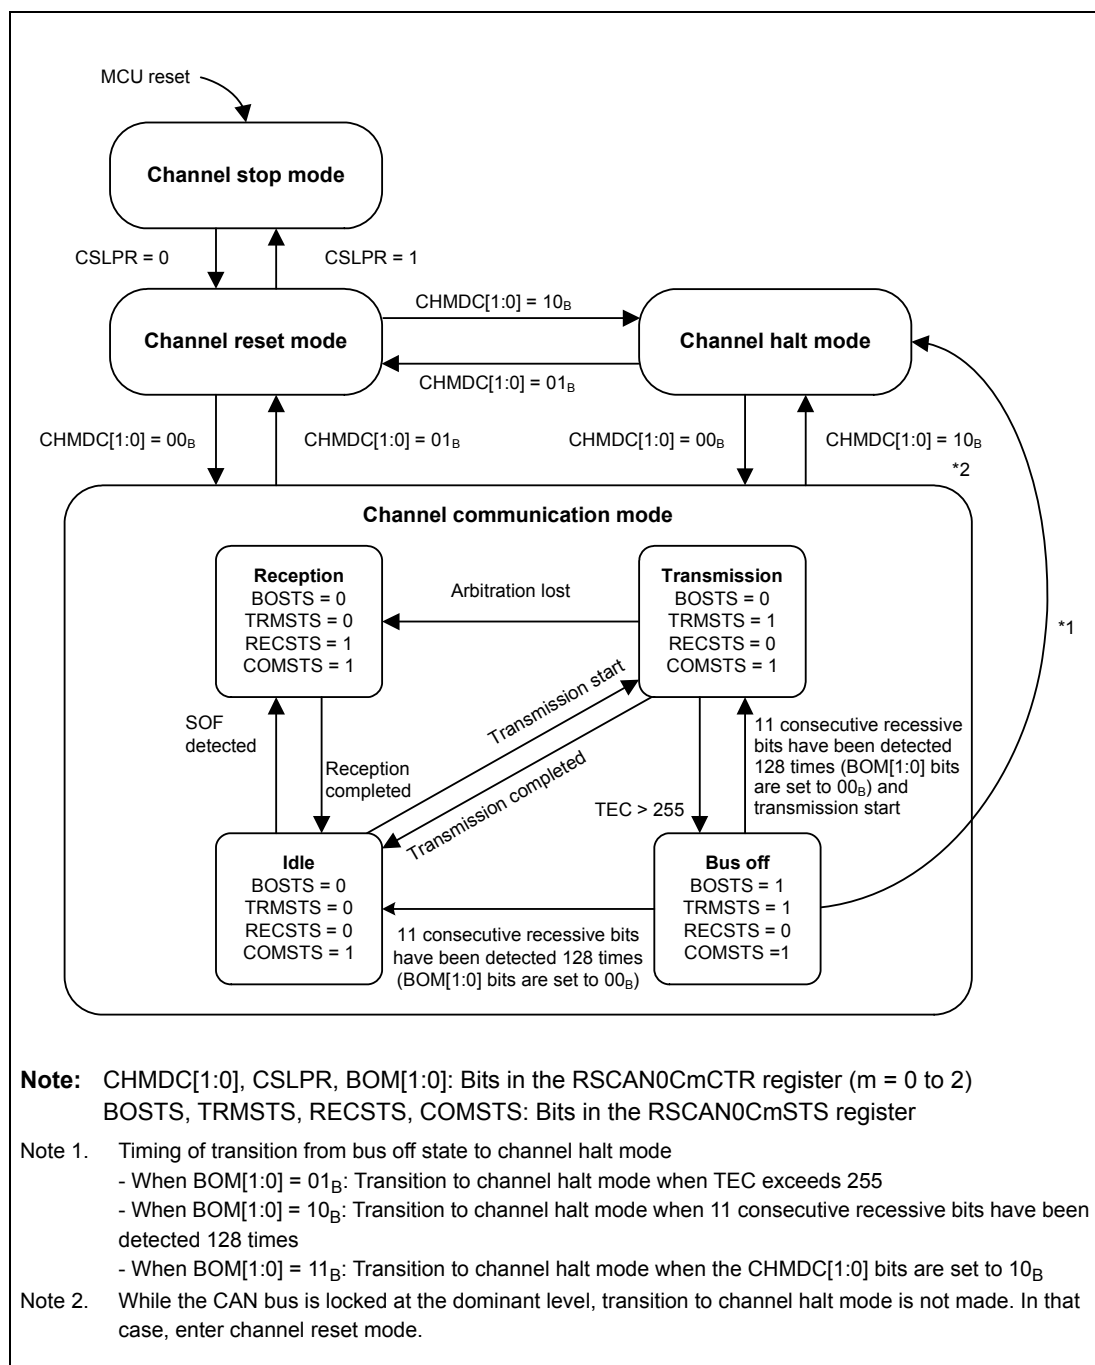 MCU reset
Channel stop mode
CSLPR = 0
CSLPR = 1
CHMDC[1:0] = 10B
Channel reset mode
Channel halt mode
CHMDC[1:0] = 01B
CHMDC[1:0] = 00B
CHMDC[1:0] = 01B
CHMDC[1:0] = 00B
CHMDC[1:0] = 10B
*2
Channel communication mode
Reception
BOSTS = 0
TRMSTS = 0
RECSTS = 1
COMSTS = 1
Arbitration lost
Transmission
BOSTS = 0
TRMSTS = 1
RECSTS = 0
COMSTS = 1
*1
SOF
detected
Reception
completed
Transmission start
Transmission completed
TEC > 255
11 consecutive recessive
bits have been detected
128 times (BOM[1:0] bits
are set to 00B) and
transmission start
Idle
BOSTS = 0
TRMSTS = 0
RECSTS = 0
COMSTS = 1
Bus off
BOSTS = 1
TRMSTS = 1
RECSTS = 0
COMSTS =1
11 consecutive recessive bits
have been detected 128 times
(BOM[1:0] bits are set to 00B)
Note: CHMDC[1:0], CSLPR, BOM[1:0]: Bits in the RSCAN0CmCTR register (m = 0 to 2)
BOSTS, TRMSTS, RECSTS, COMSTS: Bits in the RSCAN0CmSTS register
Note 1. Timing of transition from bus off state to channel halt mode
- When BOM[1:0] = 01B: Transition to channel halt mode when TEC exceeds 255
- When BOM[1:0] = 10B: Transition to channel halt mode when 11 consecutive recessive bits have been
detected 128 times
- When BOM[1:0] = 11B: Transition to channel halt mode when the CHMDC[1:0] bits are set to 10B
Note 2. While the CAN bus is locked at the dominant level, transition to channel halt mode is not made. In that
case, enter channel reset mode.